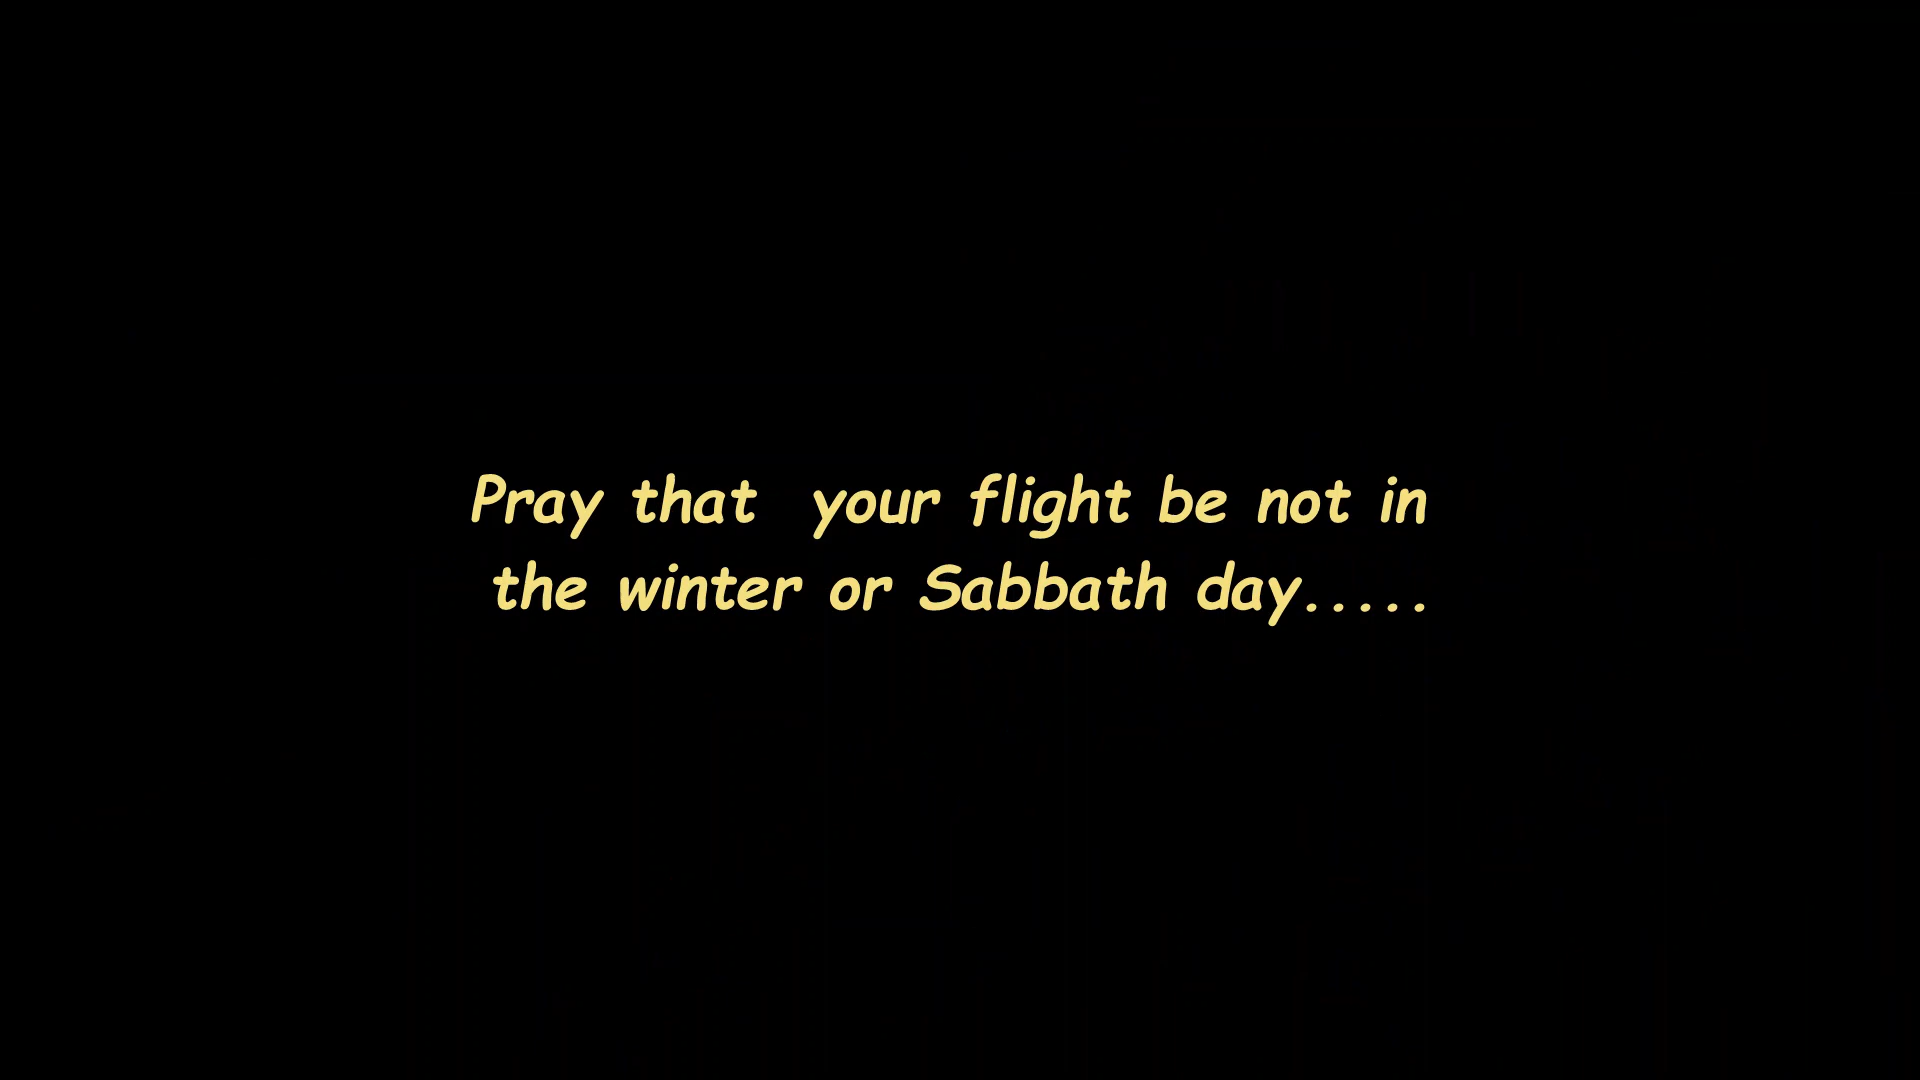 Pray that  your flight be not in
the winter or Sabbath day.....